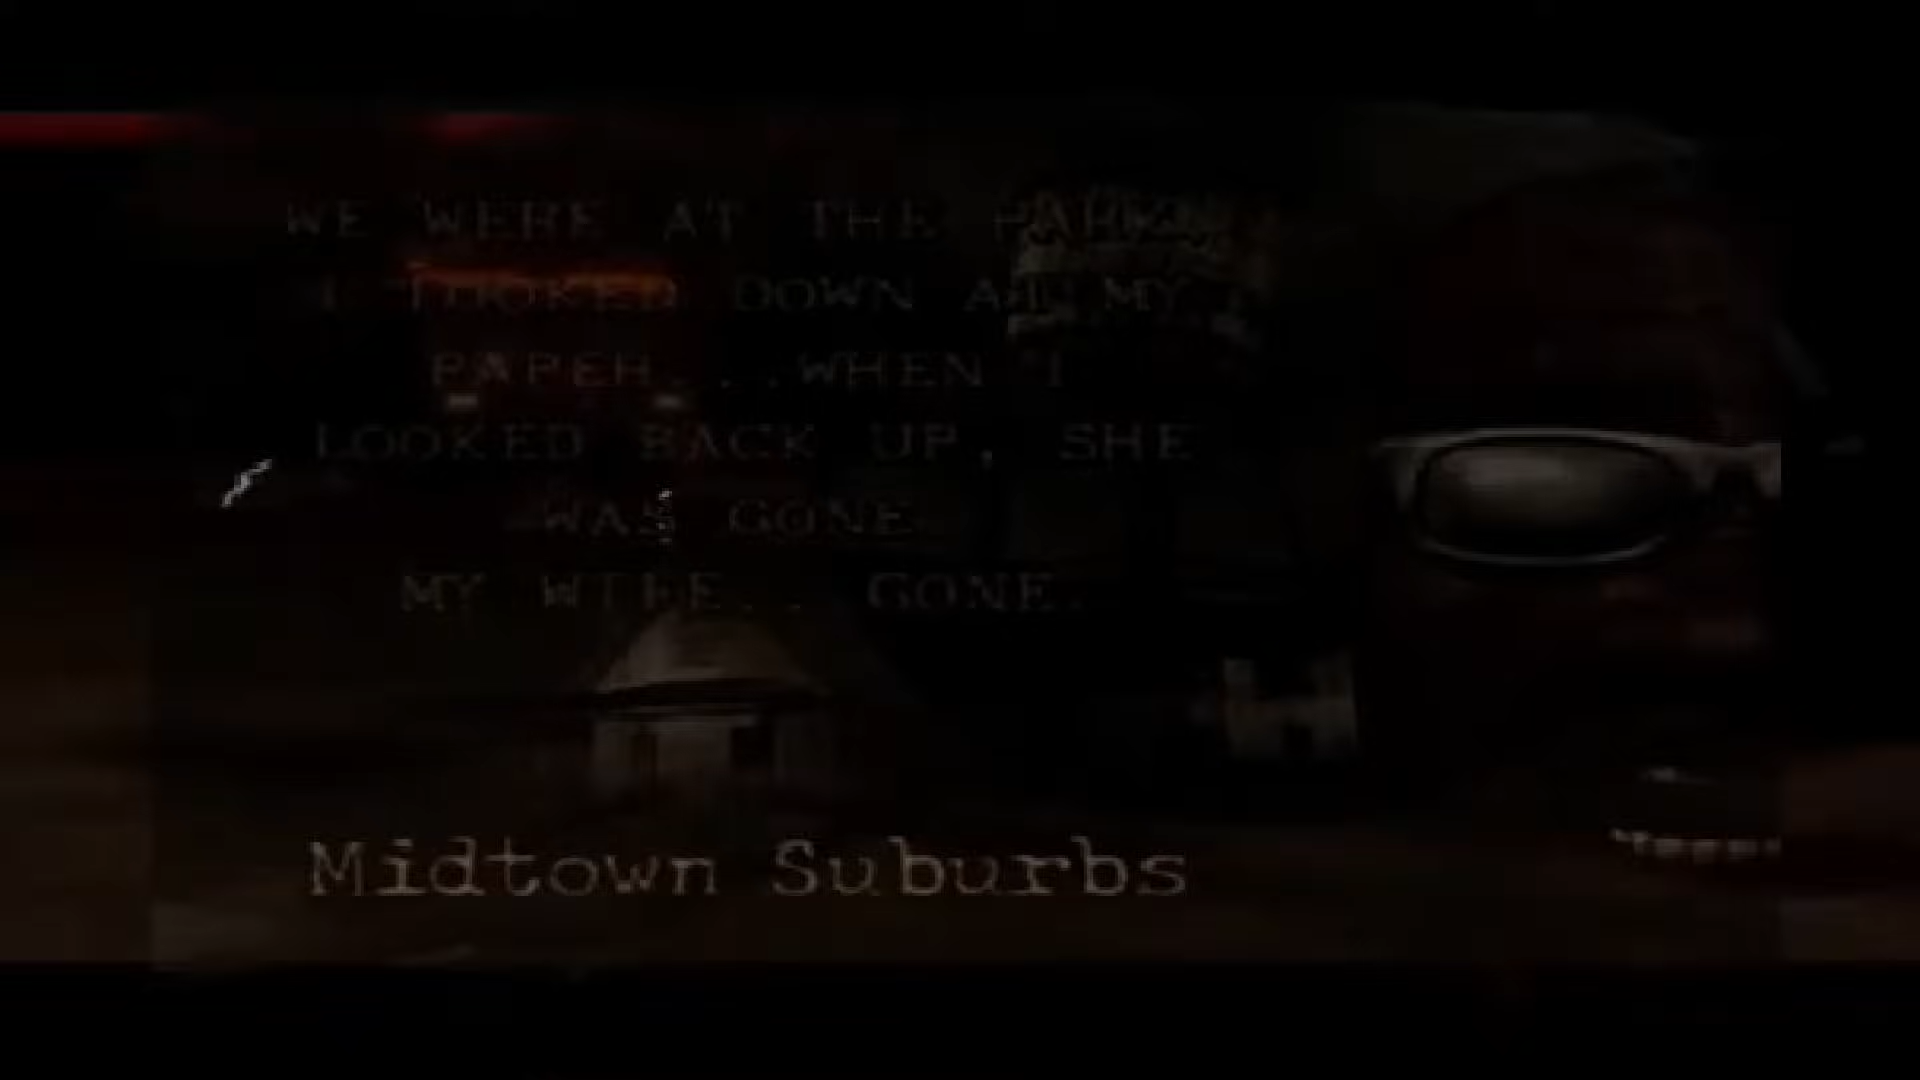 WE WERE AT THE PARK.
I LOOKED DOWN AT MY
PAPER...WHEN I
LOOKED BACK UP, SHE
WAS GONE
MY WIFE... GONE.
Midtown Suburbs